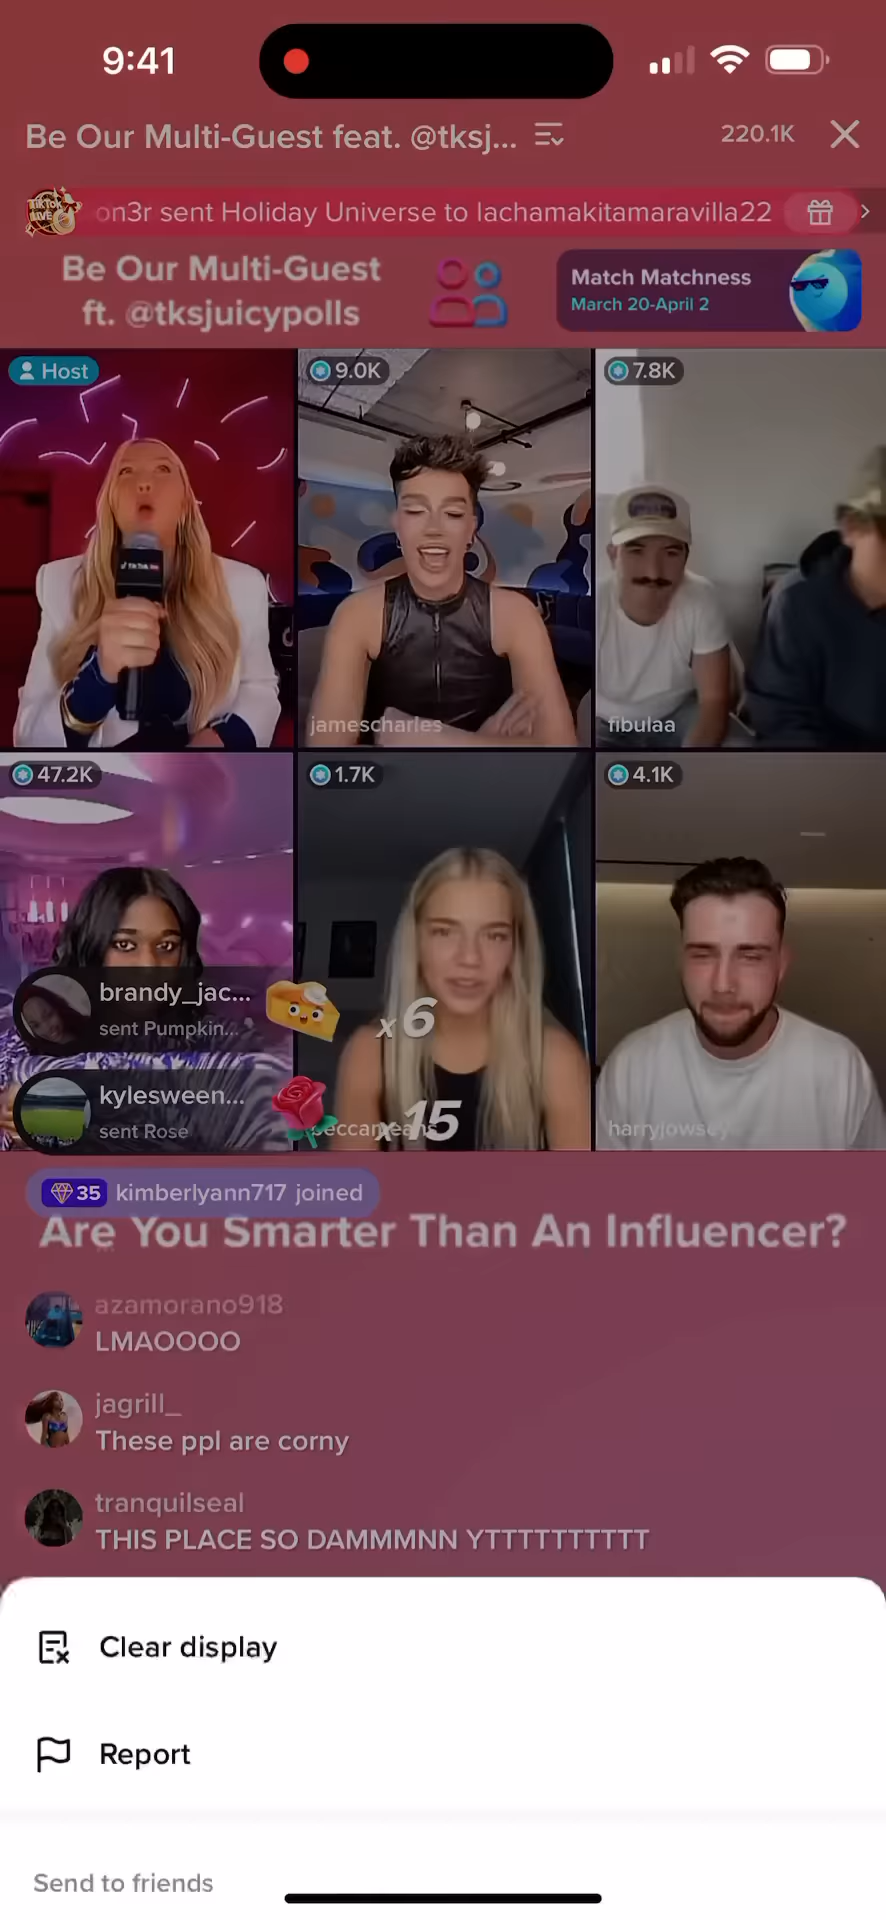 9:41
Be Our Multi-Guest feat. @tksj...
220.1K
TikTok LIVE
on3r sent Holiday Universe to lachamakitamaravilla22
Be Our Multi-Guest
ft. @tksjuicypolls
Match Matchness
March 20-April 2
Host
9.0K
7.8K
TikTok
jamescharles
fibulaa
47.2K
1.7K
4.1K
brandy_jac...
sent Pumpkin...
x6
kylesween...
sent Rose
x15
harryjowsey
35 kimberlyann717 joined
Are You Smarter Than An Influencer?
azamorano918
LMAOOOO
jagrill_
These ppl are corny
tranquilseal
THIS PLACE SO DAMMMNN YTTTTTTTTTT
Clear display
Report
Send to friends